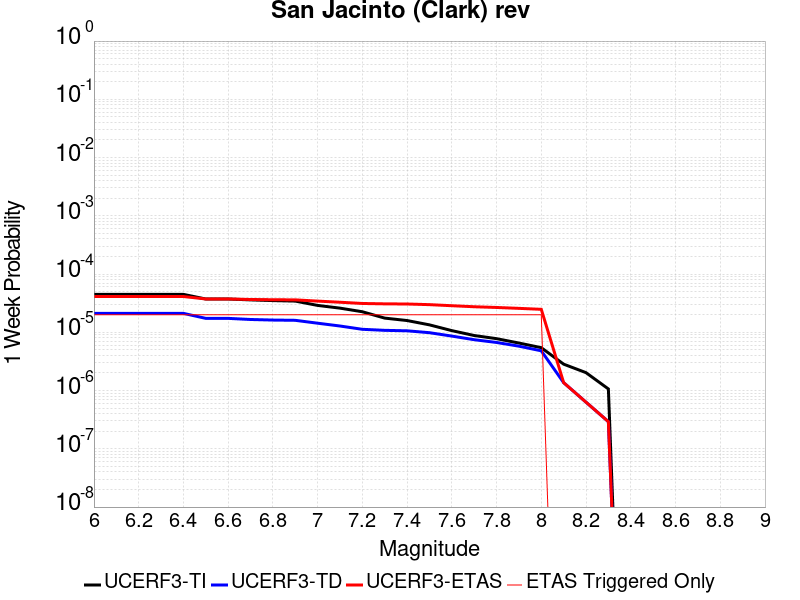 San Jacinto (Clark) rev
10^0
10^-1
10^-2
10^-3
10^-4
10^-5
10^-6
10^-7
10^-8
1 Week Probability
6 6.2 6.4 6.6 6.8 7 7.2 7.4 7.6 7.8 8 8.2 8.4 8.6 8.8 9
Magnitude
UCERF3-TI UCERF3-TD UCERF3-ETAS ETAS Triggered Only